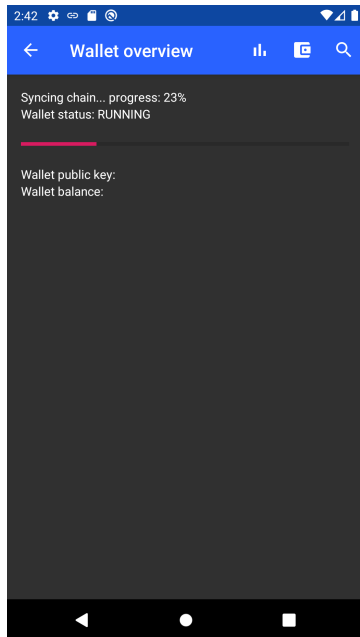 2:42
Wallet overview
Syncing chain... progress: 23%
Wallet status: RUNNING
Wallet public key:
Wallet balance: